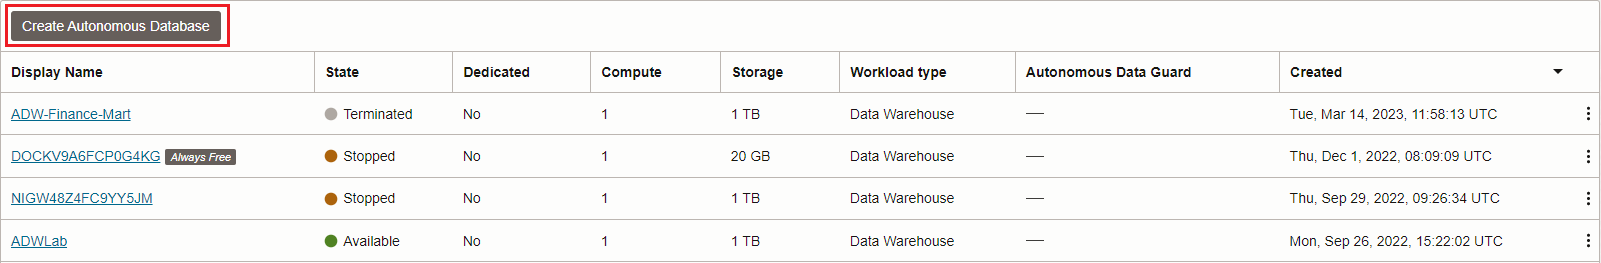 Create Autonomous Database
Display Name State Dedicated Compute Storage Workload type Autonomous Data Guard Created
ADW-Finance-Mart Terminated No 1 1 TB Data Warehouse — Tue, Mar 14, 2023, 11:58:13 UTC
DOCKV9A6FCP0G4KG Always Free Stopped No 1 20 GB Data Warehouse — Thu, Dec 1, 2022, 08:09:09 UTC
NIGW48Z4FC9YY5JM Stopped No 1 1 TB Data Warehouse — Thu, Sep 29, 2022, 09:26:34 UTC
ADWLab Available No 1 1 TB Data Warehouse — Mon, Sep 26, 2022, 15:22:02 UTC